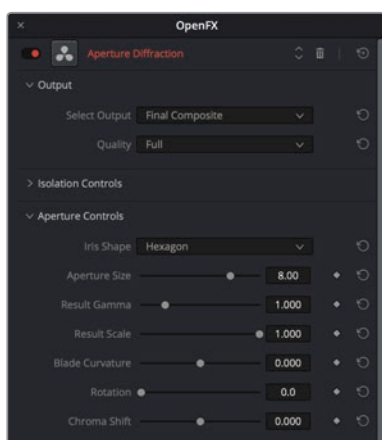 OpenFX
Aperture Diffraction
Output
Select Output Final Composite
Quality Full
Isolation Controls
Aperture Controls
Iris Shape Hexagon
Aperture Size 8.00
Result Gamma 1.000
Result Scale 1.000
Blade Curvature 0.000
Rotation 0.0
Chroma Shift 0.000